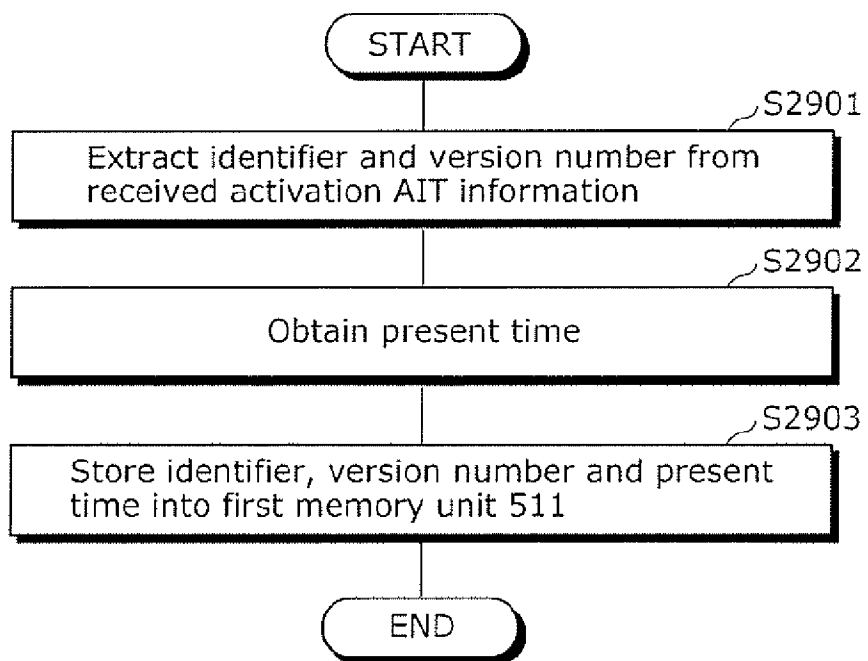 START
S2901
Extract identifier and version number from
received activation AIT information
S2902
Obtain present time
S2903
Store identifier, version number and present
time into first memory unit 511
END